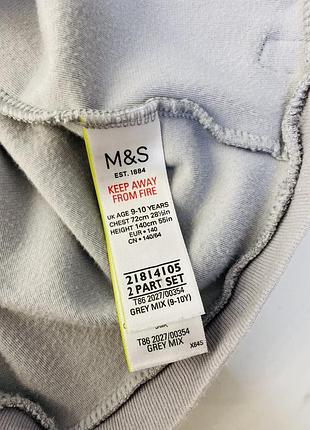 M&S
EST. 1884
KEEP AWAY
FROM FIRE
UK AGE 9-10 YEARS
CHEST 72cm 28½in
HEIGHT 140cm 55in
EUR • 140
CN • 140/64
21814105
2 PART SET
T86 2027/00354
GREY MIX (9-10Y)
T86 2027/00354
GREY MIX X84S